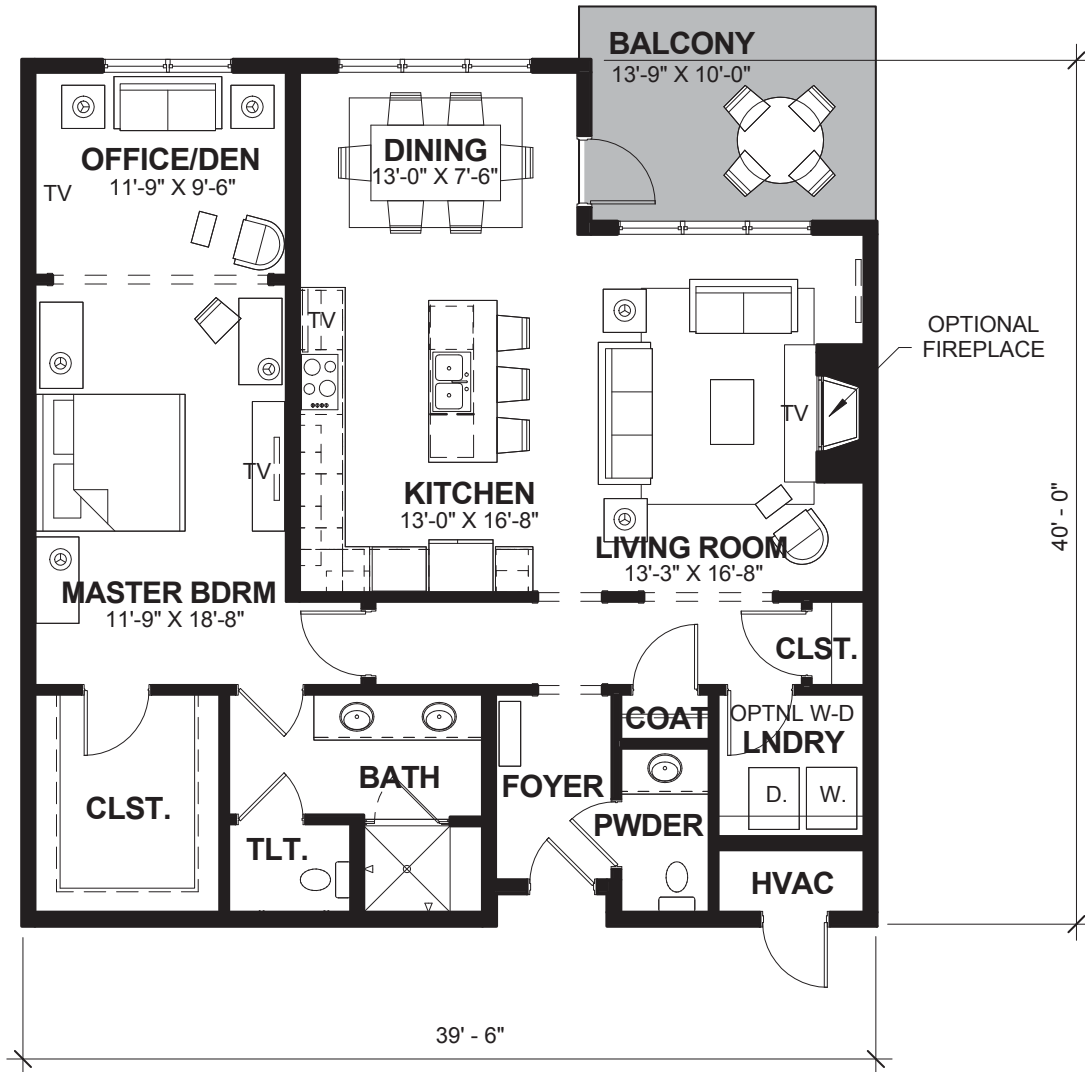 BALCONY
13'-9" X 10'-0"
OFFICE/DEN
11'-9" X 9'-6"
TV
DINING
13'-0" X 7'-6"
TV
OPTIONAL
FIREPLACE
TV
TV
KITCHEN
13'-0" X 16'-8"
LIVING ROOM
13'-3" X 16'-8"
40' - 0"
MASTER BDRM
11'-9" X 18'-8"
CLST.
COAT
OPTNL W-D
LNDRY
D.
W.
BATH
FOYER
CLST.
PWDER
TLT.
HVAC
39' - 6"